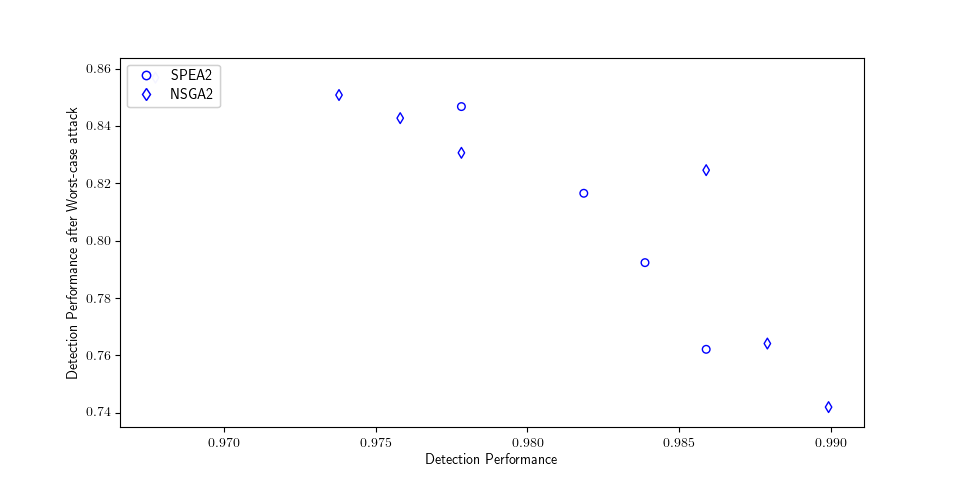 0.86
0.84
0.82
0.80
0.78
0.76
0.74
Detection Performance after Worst-case attack
SPEA2
NSGA2
0.970 0.975 0.980 0.985 0.990
Detection Performance